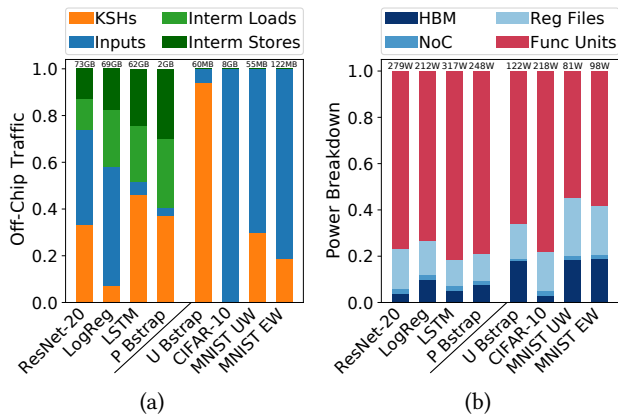 KSHs Interm Loads
Inputs Interm Stores
73GB 69GB 62GB 2GB 60MB 8GB 55MB 122MB
1.0
0.8
0.6
0.4
0.2
0.0
Off-Chip Traffic
ResNet-20
LogReg
LSTM
P Bstrap
U Bstrap
CIFAR-10
MNIST UW
MNIST EW
(a)
HBM Reg Files
NoC Func Units
279W 212W 317W 248W 122W 218W 81W 98W
1.0
0.8
0.6
0.4
0.2
0.0
Power Breakdown
ResNet-20
LogReg
LSTM
P Bstrap
U Bstrap
CIFAR-10
MNIST UW
MNIST EW
(b)